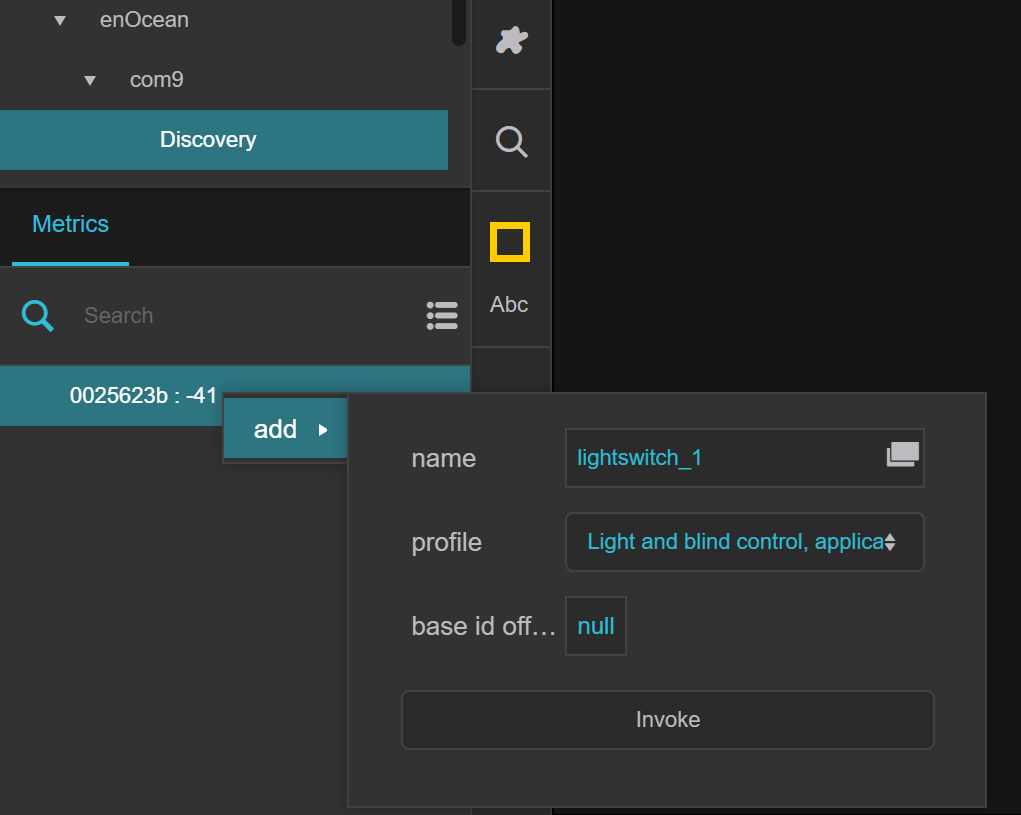 enOcean
com9
Discovery
Metrics
Search
Abc
0025623b : -41
add
name
lightswitch_1
profile
Light and blind control, applica
base id off…
null
Invoke